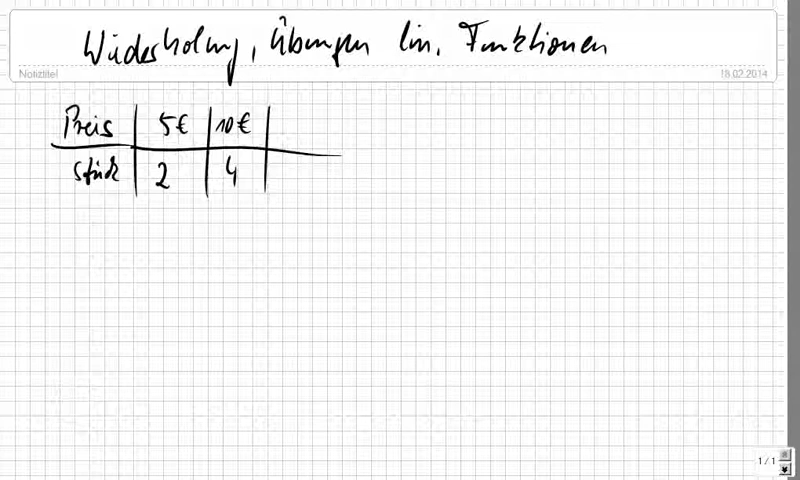 Wiederholung, Übungen lin. Funktionen
Notiztitel
18.02.2014
Preis 5€ 10€
Stück 2 4
1/1